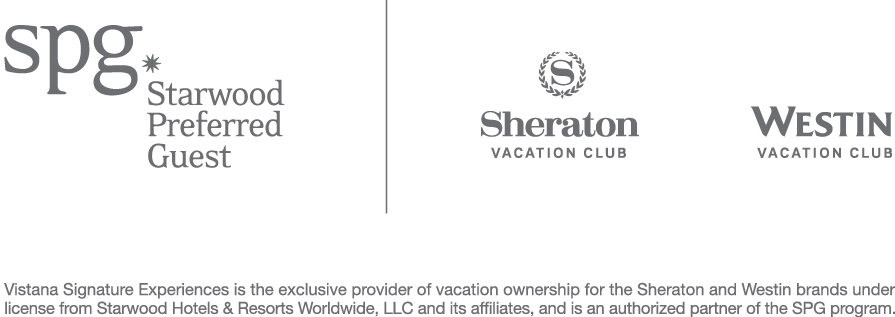 spg
Starwood
Preferred
Guest
S
Sheraton
VACATION CLUB
WESTIN
VACATION CLUB
Vistana Signature Experiences is the exclusive provider of vacation ownership for the Sheraton and Westin brands under
license from Starwood Hotels & Resorts Worldwide, LLC and its affiliates, and is an authorized partner of the SPG program.